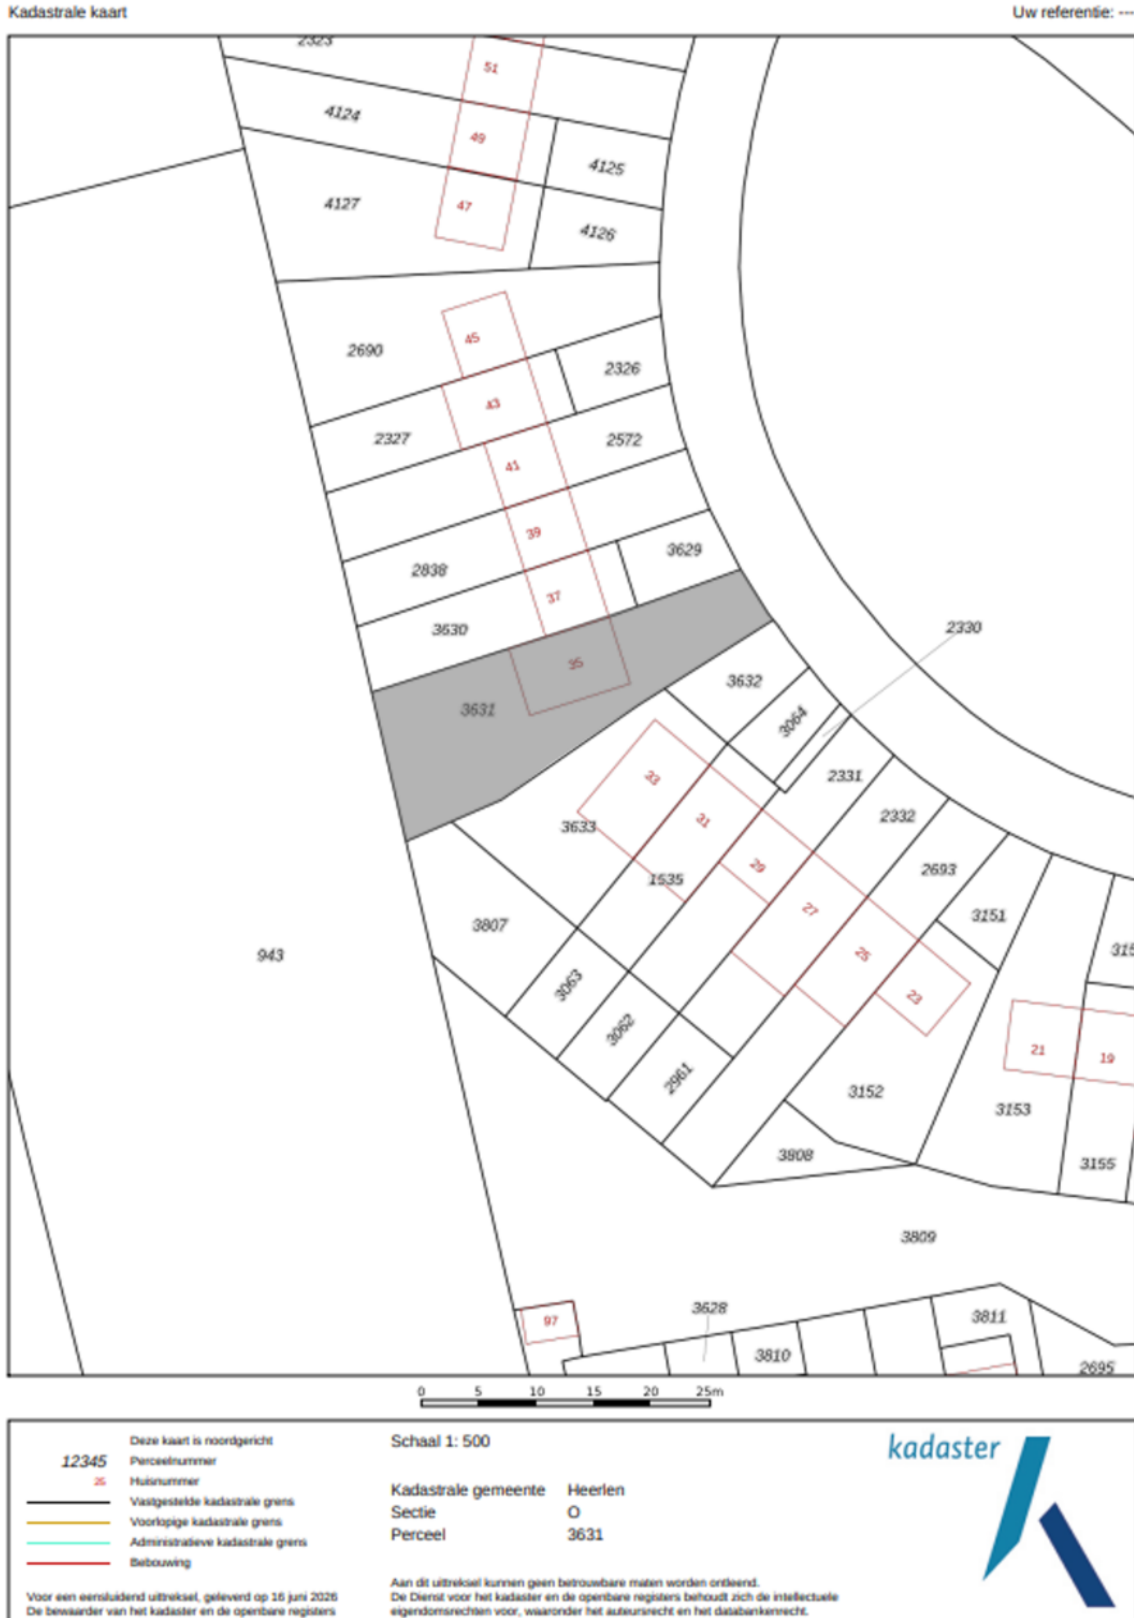 Kadastrale kaart
Uw referentie: ---
2323
51
4124
49
4125
4127
47
4126
45
2690
2326
43
2327
2572
41
39
3629
2838
37
3630
2330
35
3632
3631
3064
33
2331
31
2332
3633
29
2693
1535
27
3151
3807
25
315
943
3063
23
3062
21
19
2961
3152
3153
3808
3155
3809
3628
3811
97
3810
2695
0 5 10 15 20 25m
Deze kaart is noordgericht
12345 Perceelnummer
25 Huisnummer
Vastgestelde kadastrale grens
Voorlopige kadastrale grens
Administratieve kadastrale grens
Bebouwing
Voor een eensluidend uittreksel, geleverd op 16 juni 2026
De bewaarder van het kadaster en de openbare registers
Schaal 1: 500
Kadastrale gemeente Heerlen
Sectie O
Perceel 3631
Aan dit uittreksel kunnen geen betrouwbare maten worden ontleend.
De Dienst voor het kadaster en de openbare registers behoudt zich de intellectuele
eigendomsrechten voor, waaronder het auteursrecht en het databankenrecht.
kadaster